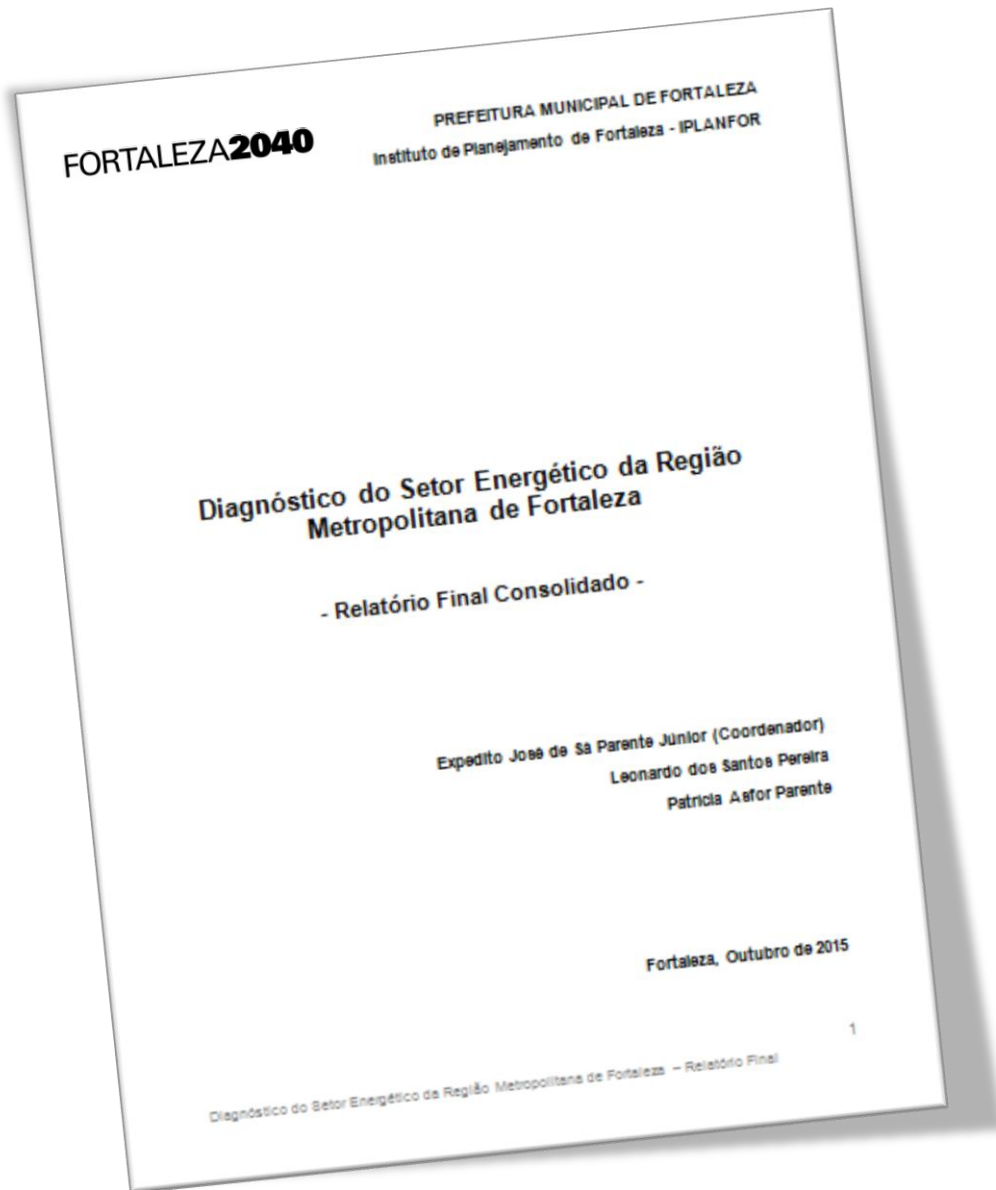 FORTALEZA2040
PREFEITURA MUNICIPAL DE FORTALEZA
Instituto de Planejamento de Fortaleza - IPLANFOR
Diagnóstico do Setor Energético da Região
Metropolitana de Fortaleza
- Relatório Final Consolidado -
Expedito José de Sá Parente Júnior (Coordenador)
Leonardo dos Santos Pereira
Patrícia Asfor Parente
Fortaleza, Outubro de 2015
1
Diagnóstico do Setor Energético da Região Metropolitana de Fortaleza – Relatório Final